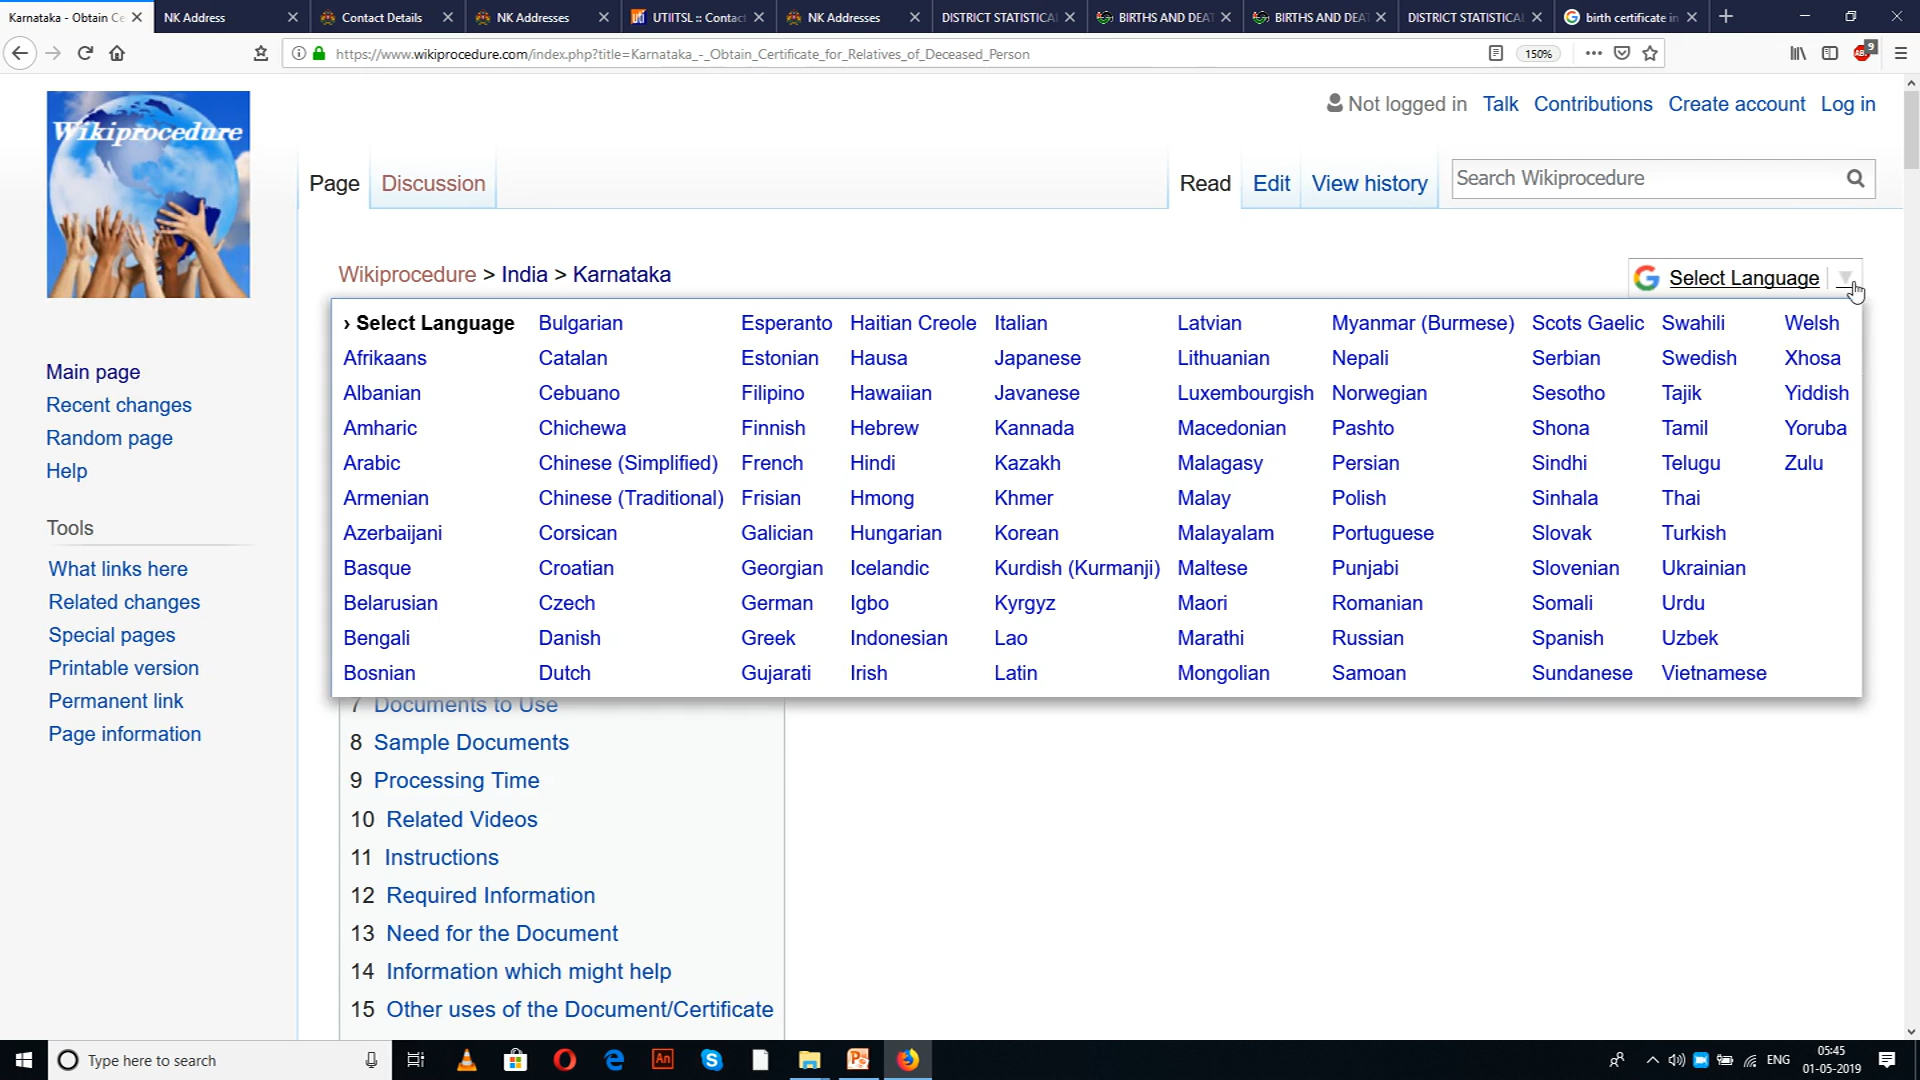 Karnataka - Obtain Ce
NK Address
Contact Details
NK Addresses
UTIITSL :: Contac
NK Addresses
DISTRICT STATISTICAL
BIRTHS AND DEAT
BIRTHS AND DEAT
DISTRICT STATISTICAL
birth certificate in
https://www.wikiprocedure.com/index.php?title=Karnataka_-_Obtain_Certificate_for_Relatives_of_Deceased_Person
150%
9
Wikiprocedure
Not logged in Talk Contributions Create account Log in
Page Discussion Read Edit View history Search Wikiprocedure
Wikiprocedure > India > Karnataka
Select Language
Main page
Recent changes
Random page
Help
Tools
What links here
Related changes
Special pages
Printable version
Permanent link
Page information
› Select Language Bulgarian Esperanto Haitian Creole Italian Latvian Myanmar (Burmese) Scots Gaelic Swahili Welsh
Afrikaans Catalan Estonian Hausa Japanese Lithuanian Nepali Serbian Swedish Xhosa
Albanian Cebuano Filipino Hawaiian Javanese Luxembourgish Norwegian Sesotho Tajik Yiddish
Amharic Chichewa Finnish Hebrew Kannada Macedonian Pashto Shona Tamil Yoruba
Arabic Chinese (Simplified) French Hindi Kazakh Malagasy Persian Sindhi Telugu Zulu
Armenian Chinese (Traditional) Frisian Hmong Khmer Malay Polish Sinhala Thai
Azerbaijani Corsican Galician Hungarian Korean Malayalam Portuguese Slovak Turkish
Basque Croatian Georgian Icelandic Kurdish (Kurmanji) Maltese Punjabi Slovenian Ukrainian
Belarusian Czech German Igbo Kyrgyz Maori Romanian Somali Urdu
Bengali Danish Greek Indonesian Lao Marathi Russian Spanish Uzbek
Bosnian Dutch Gujarati Irish Latin Mongolian Samoan Sundanese Vietnamese
7 Documents to Use
8 Sample Documents
9 Processing Time
10 Related Videos
11 Instructions
12 Required Information
13 Need for the Document
14 Information which might help
15 Other uses of the Document/Certificate
Type here to search
ENG
05:45
01-05-2019